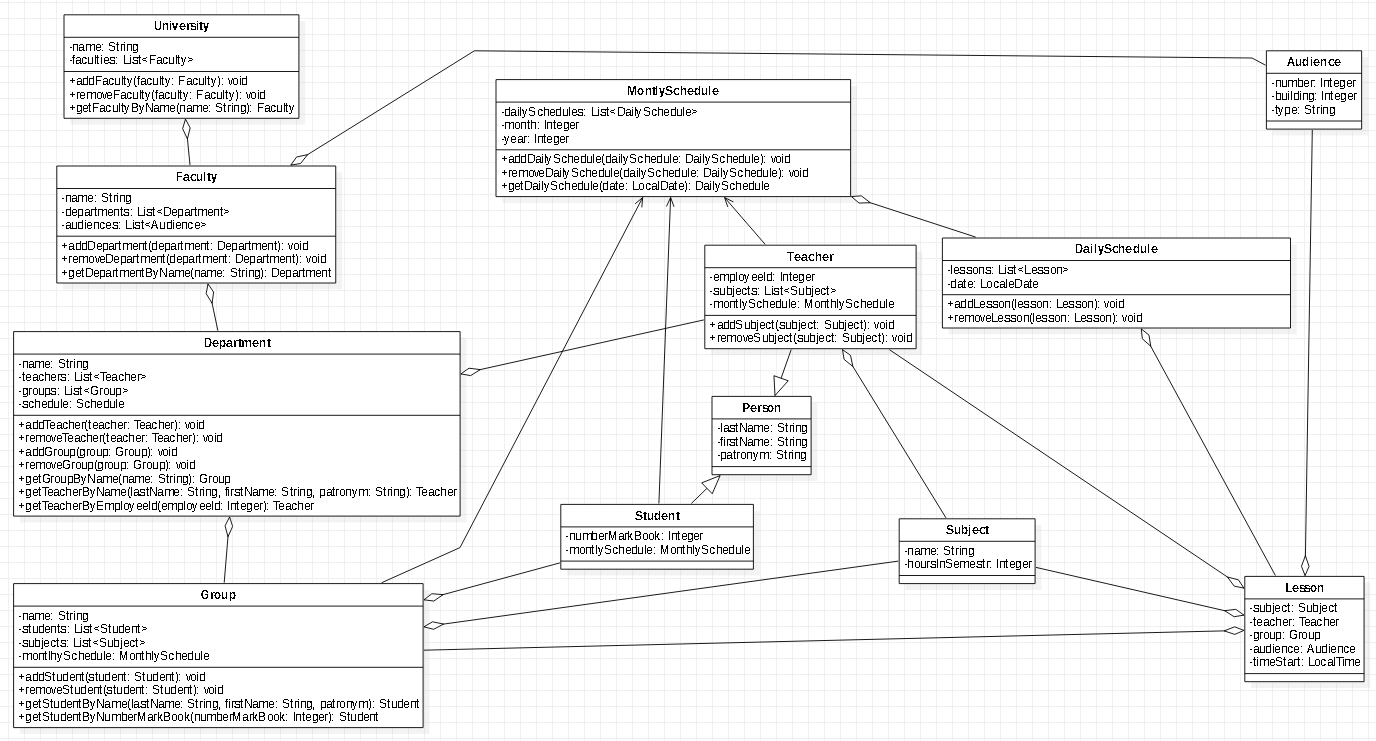 University
-name: String
-faculties: List<Faculty>
+addFaculty(faculty: Faculty): void
+removeFaculty(faculty: Faculty): void
+getFacultyByName(name: String): Faculty
Audience
-number: Integer
-building: Integer
-type: String
MontlySchedule
-dailySchedules: List<DailySchedule>
-month: Integer
-year: Integer
+addDailySchedule(dailySchedule: DailySchedule): void
+removeDailySchedule(dailySchedule: DailySchedule): void
+getDailySchedule(date: LocalDate): DailySchedule
Faculty
-name: String
-departments: List<Department>
-audiences: List<Audience>
+addDepartment(department: Department): void
+removeDepartment(department: Department): void
+getDepartmentByName(name: String): Department
Teacher
-employeeId: Integer
-subjects: List<Subject>
-montlySchedule: MonthlySchedule
+addSubject(subject: Subject): void
+removeSubject(subject: Subject): void
DailySchedule
-lessons: List<Lesson>
-date: LocaleDate
+addLesson(lesson: Lesson): void
+removeLesson(lesson: Lesson): void
Department
-name: String
-teachers: List<Teacher>
-groups: List<Group>
-schedule: Schedule
+addTeacher(teacher: Teacher): void
+removeTeacher(teacher: Teacher): void
+addGroup(group: Group): void
+removeGroup(group: Group): void
+getGroupByName(name: String): Group
+getTeacherByName(lastName: String, firstName: String, patronym: String): Teacher
+getTeacherByEmployeeId(employeeId: Integer): Teacher
Person
-lastName: String
-firstName: String
-patronym: String
Student
-numberMarkBook: Integer
-montlySchedule: MonthlySchedule
Subject
-name: String
-hoursInSemestr: Integer
Group
-name: String
-students: List<Student>
-subjects: List<Subject>
-montlhySchedule: MonthlySchedule
+addStudent(student: Student): void
+removeStudent(student: Student): void
+getStudentByName(lastName: String, firstName: String, patronym): Student
+getStudentByNumberMarkBook(numberMarkBook: Integer): Student
Lesson
-subject: Subject
-teacher: Teacher
-group: Group
-audience: Audience
-timeStart: LocalTime